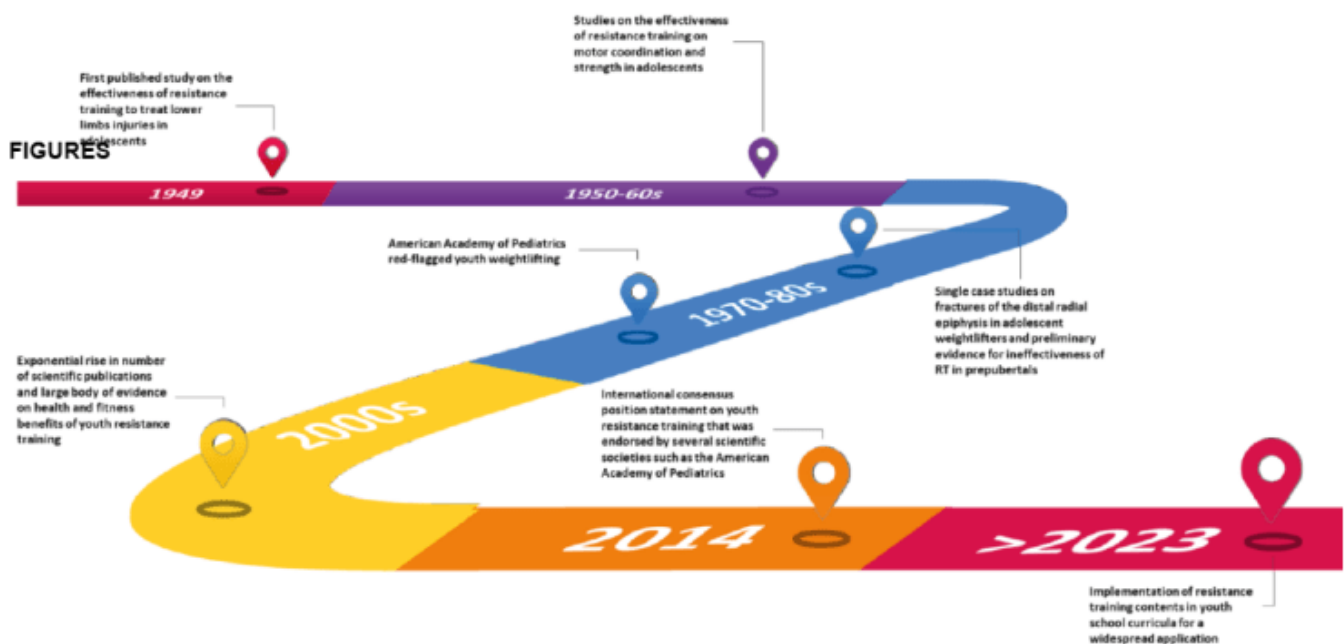 Studies on the effectiveness
of resistance training on
motor coordination and
strength in adolescents
First published study on the
effectiveness of resistance
training to treat lower
limbs injuries in
adolescents
FIGURES
1949
1950-60s
American Academy of Pediatrics
red-flagged youth weightlifting
1970-80s
Single case studies on
fractures of the distal radial
epiphysis in adolescent
weightlifters and preliminary
evidence for ineffectiveness of
RT in prepubertals
Exponential rise in number
of scientific publications
and large body of evidence
on health and fitness
benefits of youth resistance
training
2000s
International consensus
position statement on youth
resistance training that was
endorsed by several scientific
societies such as the American
Academy of Pediatrics
2014
>2023
Implementation of resistance
training contents in youth
school curricula for a
widespread application